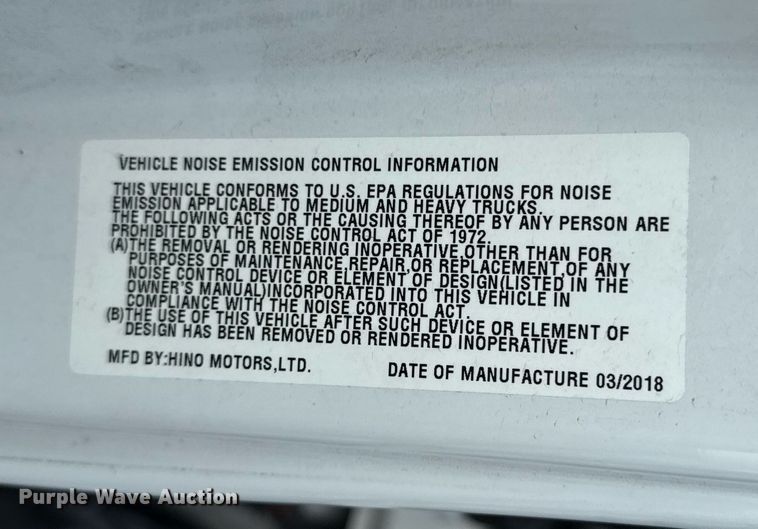 VEHICLE NOISE EMISSION CONTROL INFORMATION
THIS VEHICLE CONFORMS TO U.S. EPA REGULATIONS FOR NOISE
EMISSION APPLICABLE TO MEDIUM AND HEAVY TRUCKS.
THE FOLLOWING ACTS OR THE CAUSING THEREOF BY ANY PERSON ARE
PROHIBITED BY THE NOISE CONTROL ACT OF 1972.
(A)THE REMOVAL OR RENDERING INOPERATIVE,OTHER THAN FOR
PURPOSES OF MAINTENANCE REPAIR,OR REPLACEMENT,OF ANY
NOISE CONTROL DEVICE OR ELEMENT OF DESIGN(LISTED IN THE
OWNER'S MANUAL)INCORPORATED INTO THIS VEHICLE IN
COMPLIANCE WITH THE NOISE CONTROL ACT.
(B)THE USE OF THIS VEHICLE AFTER SUCH DEVICE OR ELEMENT OF
DESIGN HAS BEEN REMOVED OR RENDERED INOPERATIVE.
MFD BY:HINO MOTORS,LTD.
DATE OF MANUFACTURE 03/2018
Purple Wave Auction